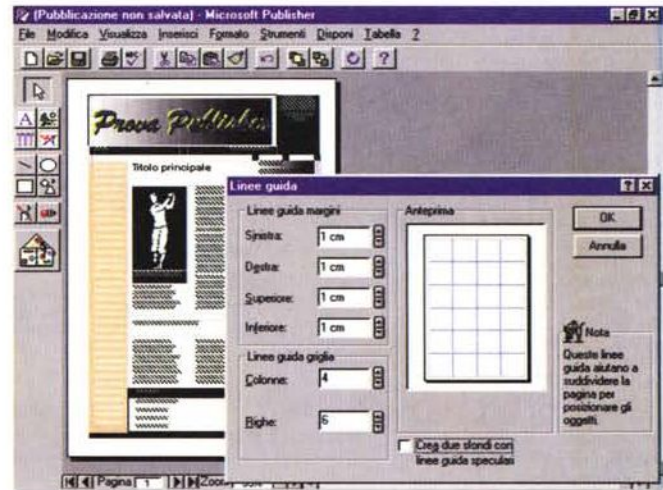 (Pubblicazione non salvata) - Microsoft Publisher
File Modifica Visualizza Inserisci Formato Strumenti Disponi Tabella ?
Prova Publisher
Titolo principale
Linee guida
Linee guida margini
Sinistra: 1 cm
Destra: 1 cm
Superiore: 1 cm
Inferiore: 1 cm
Linee guida griglia
Colonne: 4
Righe: 6
Anteprima
Crea due sfondi con
linee guida speculari
OK
Annulla
Nota
Queste linee
guida aiutano a
suddividere la
pagina per
posizionare gli
oggetti.
Pagina 1 Zoom